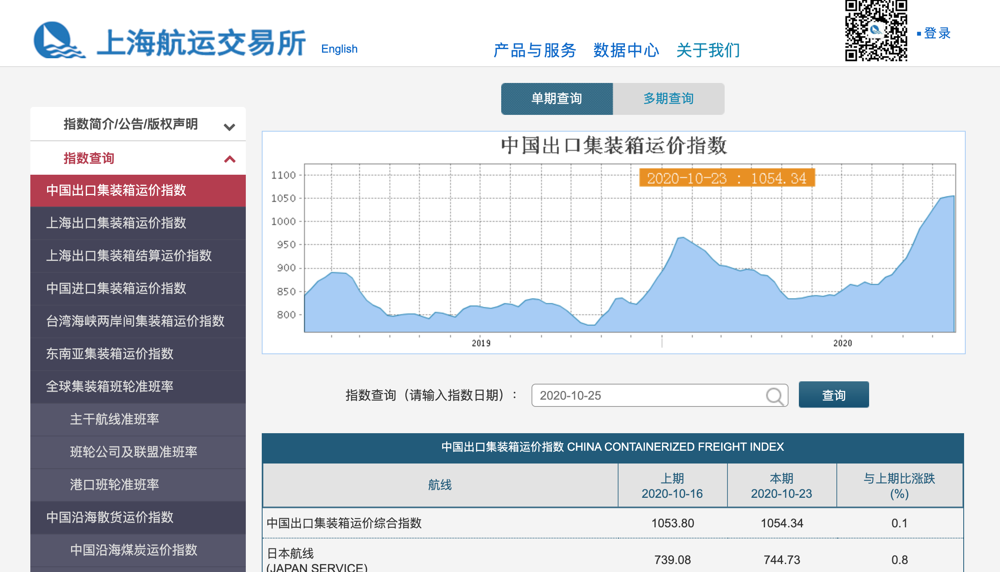 上海航运交易所
English
产品与服务
数据中心
关于我们
登录
单期查询
多期查询
指数简介/公告/版权声明
指数查询
中国出口集装箱运价指数
上海出口集装箱运价指数
上海出口集装箱结算运价指数
中国进口集装箱运价指数
台湾海峡两岸间集装箱运价指数
东南亚集装箱运价指数
全球集装箱班轮准班率
主干航线准班率
班轮公司及联盟准班率
港口班轮准班率
中国沿海散货运价指数
中国沿海煤炭运价指数
中国出口集装箱运价指数
2020-10-23 : 1054.34
1100
1050
1000
950
900
850
800
2019
2020
指数查询（请输入指数日期）：
2020-10-25
查询
中国出口集装箱运价指数 CHINA CONTAINERIZED FREIGHT INDEX
航线
上期
2020-10-16
本期
2020-10-23
与上期比涨跌
(%)
中国出口集装箱运价综合指数 1053.80 1054.34 0.1
日本航线
(JAPAN SERVICE)
739.08 744.73 0.8